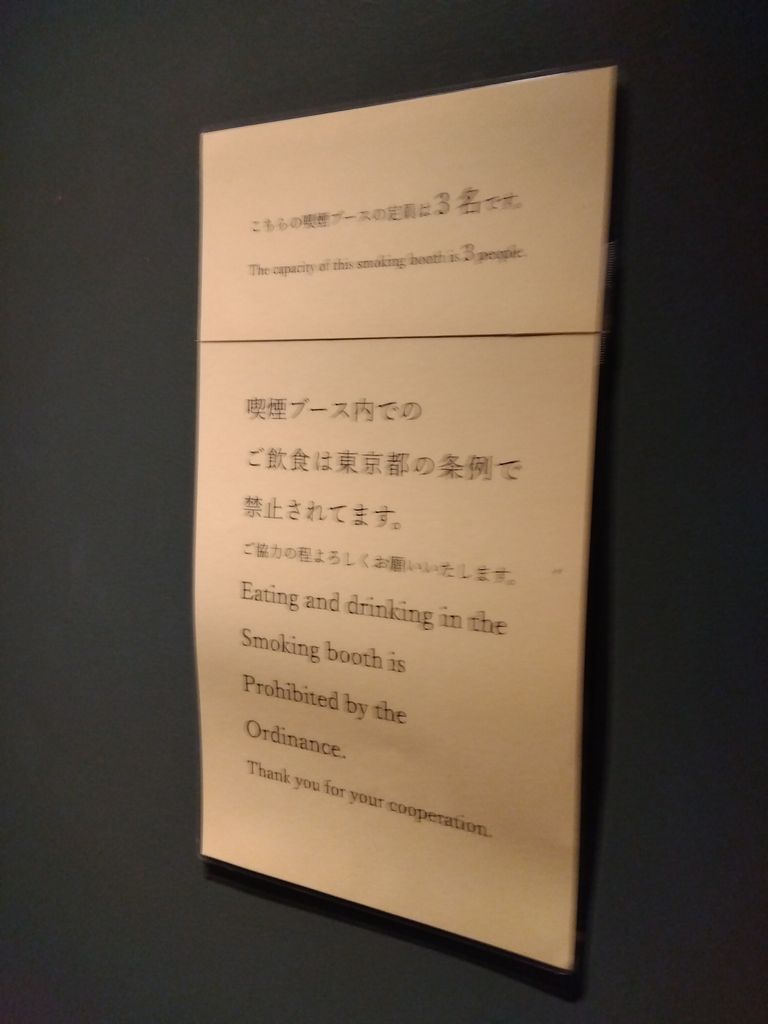 こちらの喫煙ブースの定員は3名です。
The capacity of this smoking booth is 3 people.
喫煙ブース内での
ご飲食は東京都の条例で
禁止されてます。
ご協力の程よろしくお願いいたします。
Eating and drinking in the
Smoking booth is
Prohibited by the
Ordinance.
Thank you for your cooperation.